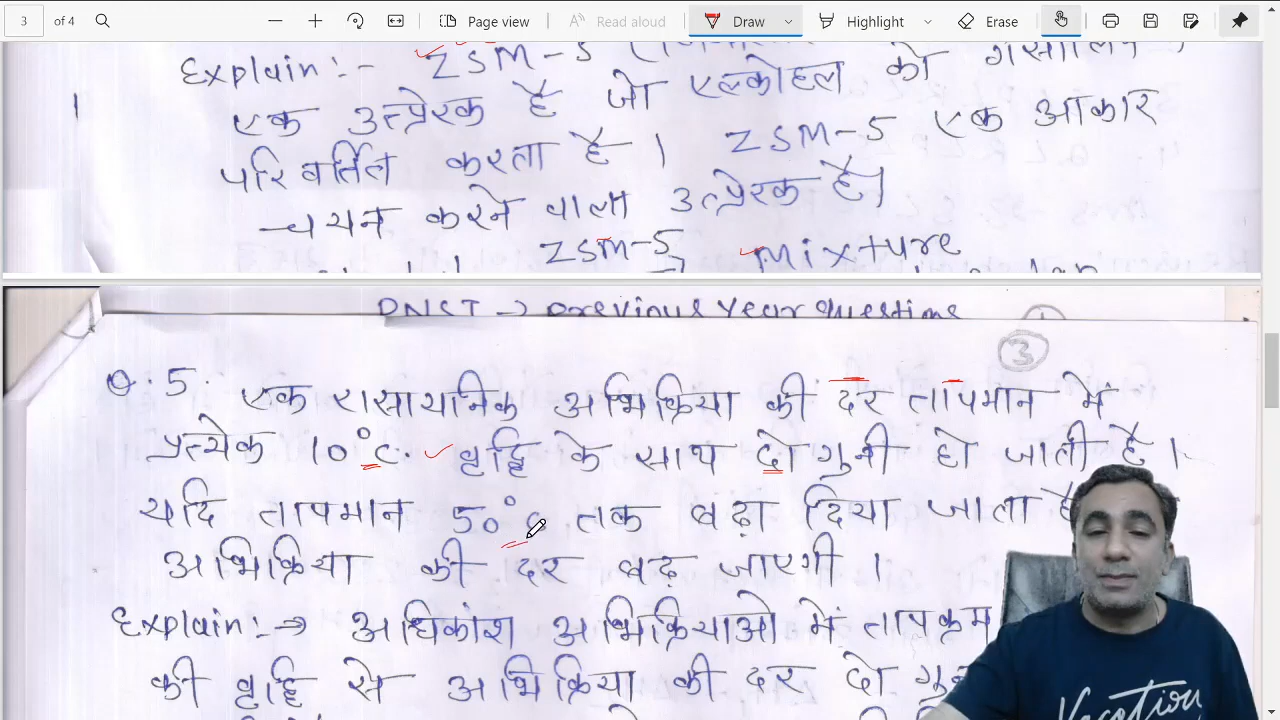 3 of 4 Page view Read aloud Draw Highlight Erase
Explain :- ZSM-5
एक उत्प्रेरक है जो एल्कोहल को गैसोलिन
परिवर्तित करता है । ZSM-5 एक आकार
चयन करने वाला उत्प्रेरक है।
ZSM-5 Mixture
DNST → previous Year Questions
3
Q.5. एक रासायनिक अभिक्रिया की दर तापमान में
प्रत्येक 10°C. वृद्धि के साथ दो गुनी हो जाती है ।
यदि तापमान 50°C तक बढ़ा दिया जाता है
अभिक्रिया की दर बढ़ जाएगी ।
Explain :→ अधिकांश अभिक्रियाओ में तापक्रम
की वृद्धि से अभिक्रिया की दर दो गुनी
Vacation